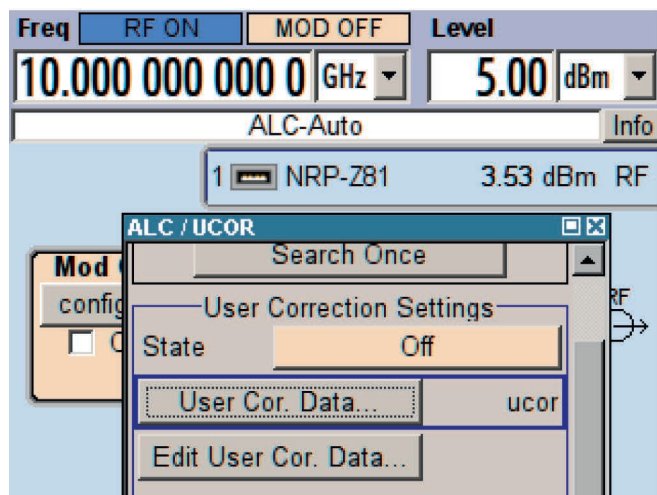 Freq RF ON MOD OFF Level
10.000 000 000 0 GHz 5.00 dBm
ALC-Auto Info
1 NRP-Z81 3.53 dBm RF
ALC / UCOR
Search Once
Mod
config
RF
User Correction Settings
State Off
User Cor. Data... ucor
Edit User Cor. Data...